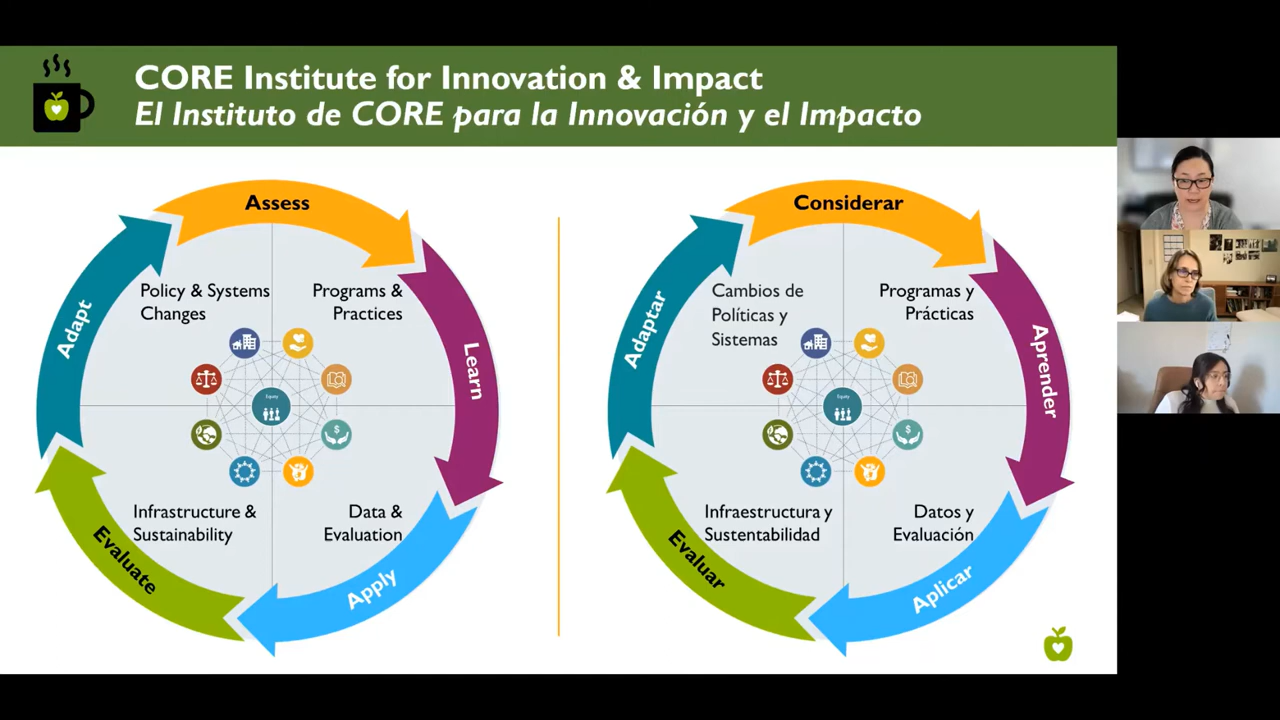 CORE Institute for Innovation & Impact
El Instituto de CORE para la Innovación y el Impacto
Assess
Policy & Systems
Changes
Programs &
Practices
Adapt
Learn
Equity
Infrastructure &
Sustainability
Data &
Evaluation
Evaluate
Apply
Considerar
Cambios de
Políticas y
Sistemas
Programas y
Prácticas
Adaptar
Aprender
Equity
Infraestructura y
Sustentabilidad
Datos y
Evaluación
Evaluar
Aplicar